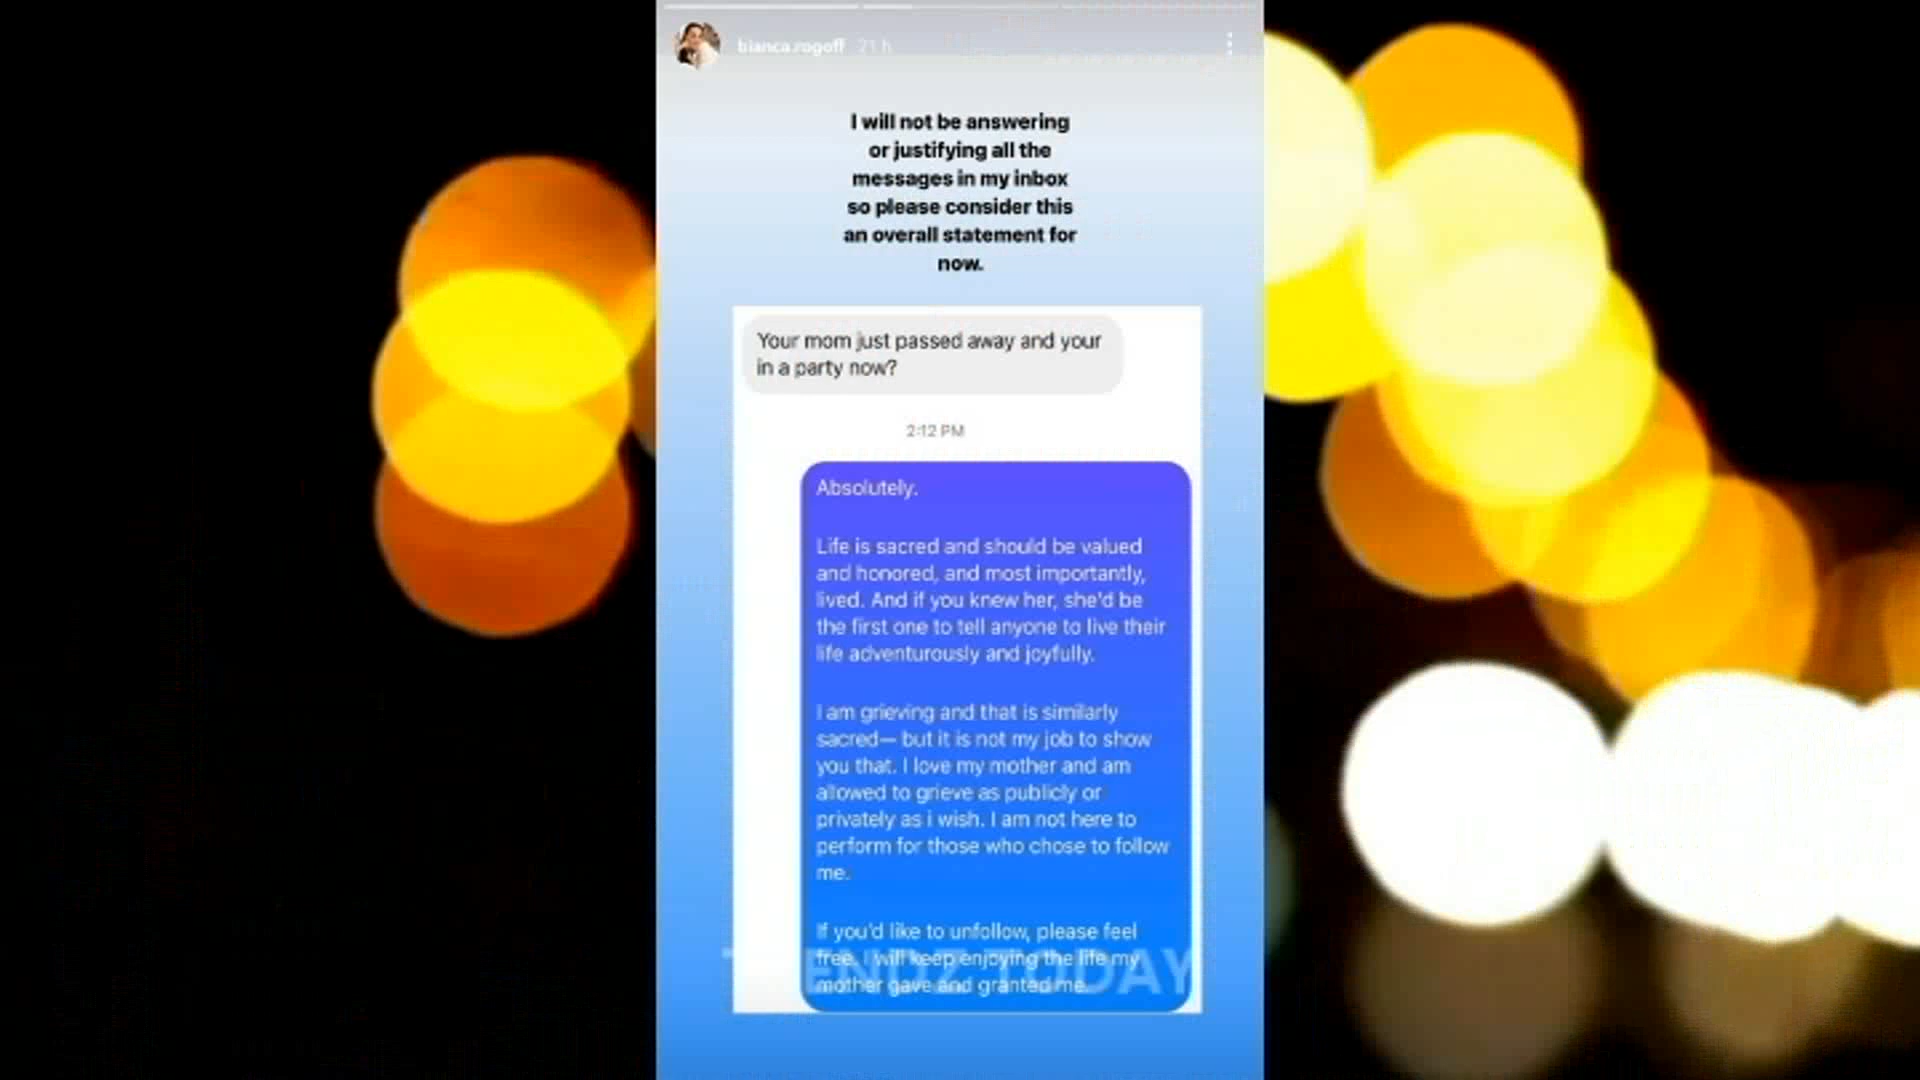 bianca.rogoff 21 h
I will not be answering
or justifying all the
messages in my inbox
so please consider this
an overall statement for
now.
Your mom just passed away and your
in a party now?
2:12 PM
Absolutely.
Life is sacred and should be valued
and honored, and most importantly,
lived. And if you knew her, she'd be
the first one to tell anyone to live their
life adventurously and joyfully.
I am grieving and that is similarly
sacred— but it is not my job to show
you that. I love my mother and am
allowed to grieve as publicly or
privately as i wish. I am not here to
perform for those who chose to follow
me.
If you'd like to unfollow, please feel
free. I will keep enjoying the life my
mother gave and granted me.
TRENDZ TODAY